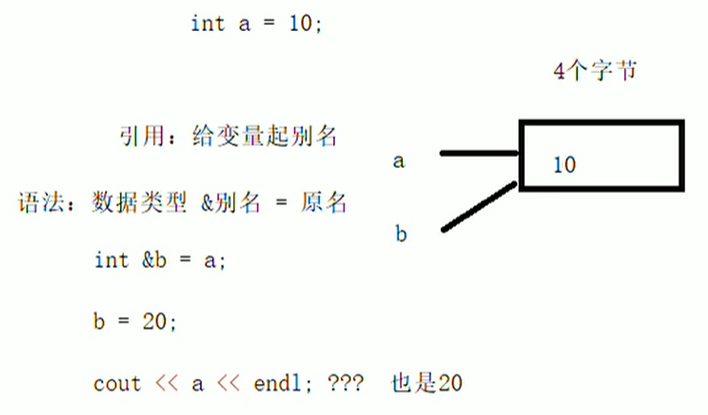 int a = 10;
4个字节
引用：给变量起别名
a
10
语法：数据类型 &别名 = 原名
b
int &b = a;
b = 20;
cout << a << endl; ??? 也是20